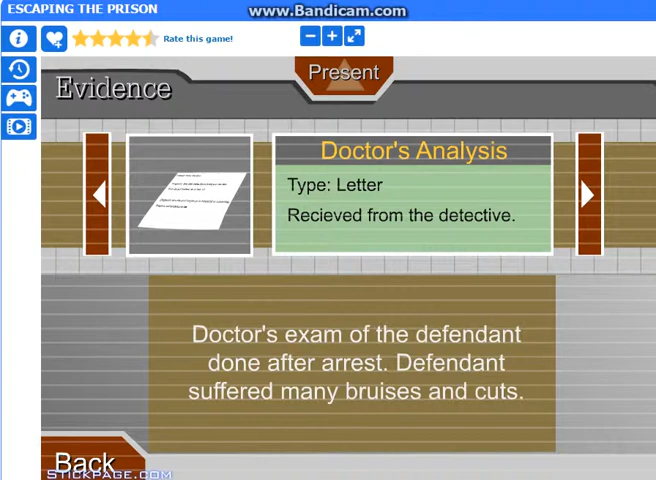 ESCAPING THE PRISON
www.Bandicam.com
Rate this game!
Present
Evidence
Doctor's Analysis
Type: Letter
Recieved from the detective.
Doctor's exam of the defendant
done after arrest. Defendant
suffered many bruises and cuts.
Back
STICKPAGE.COM